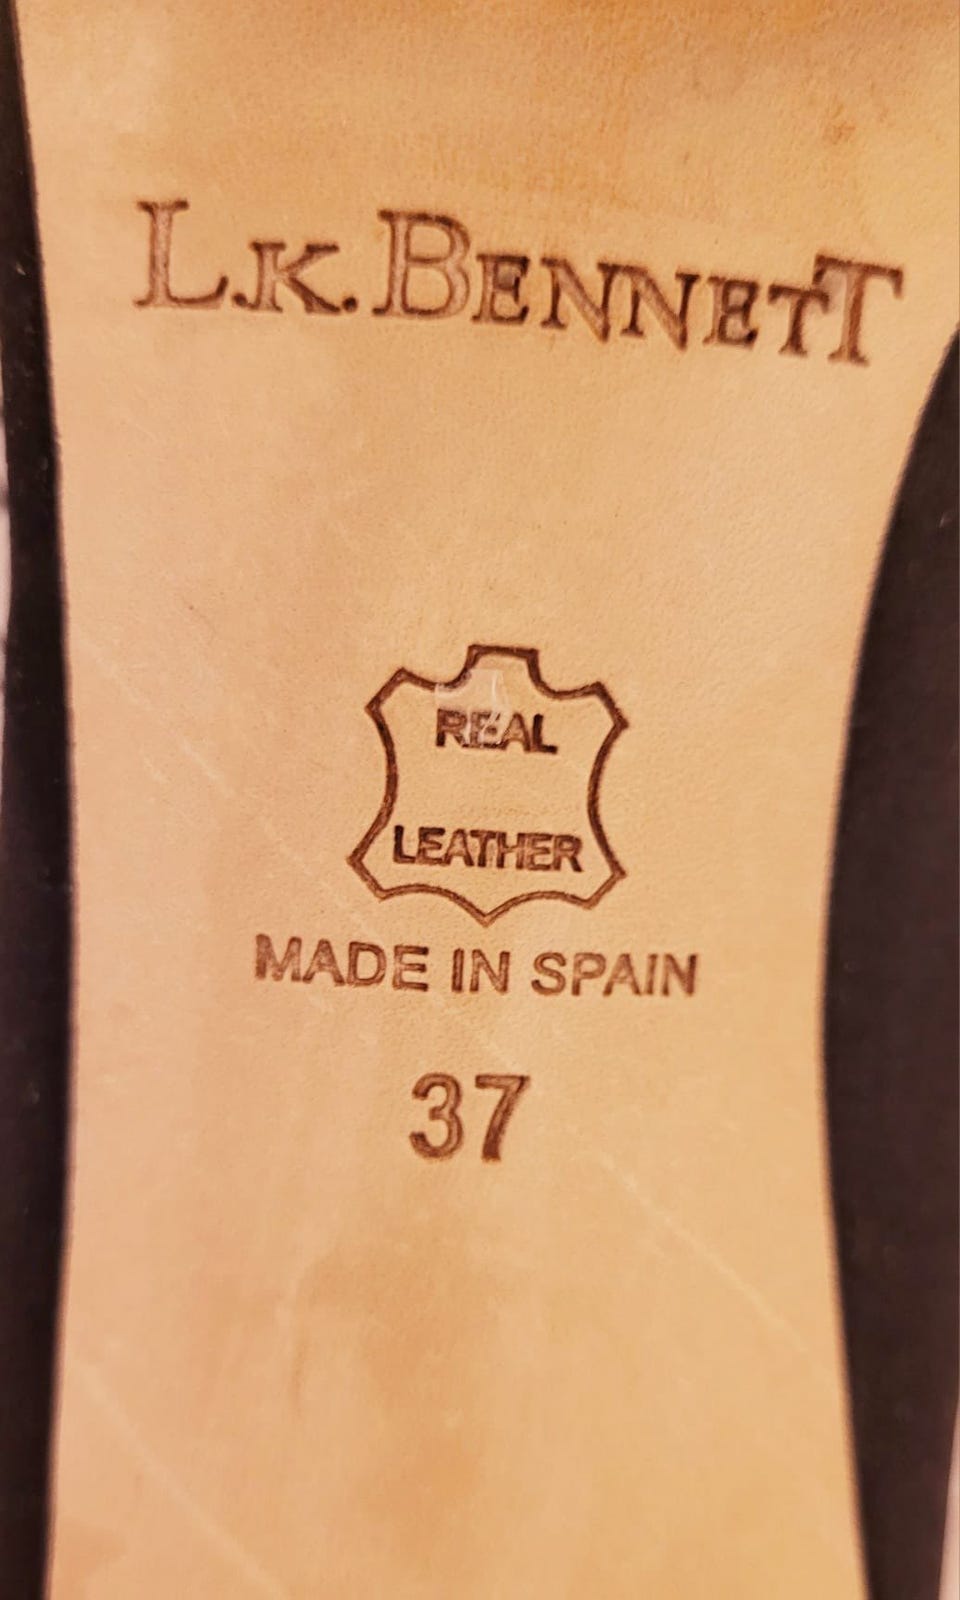 L.K. BENNETT
REAL
LEATHER
MADE IN SPAIN
37